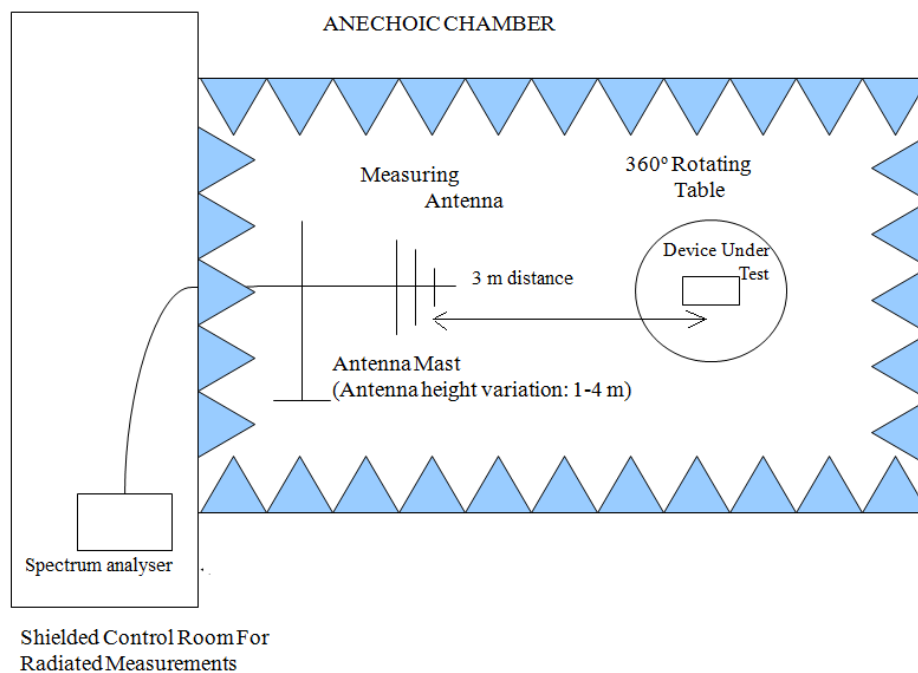 ANECHOIC CHAMBER
360º Rotating
Table
Measuring
Antenna
Device Under
Test
3 m distance
Antenna Mast
(Antenna height variation: 1-4 m)
Spectrum analyser
Shielded Control Room For
Radiated Measurements